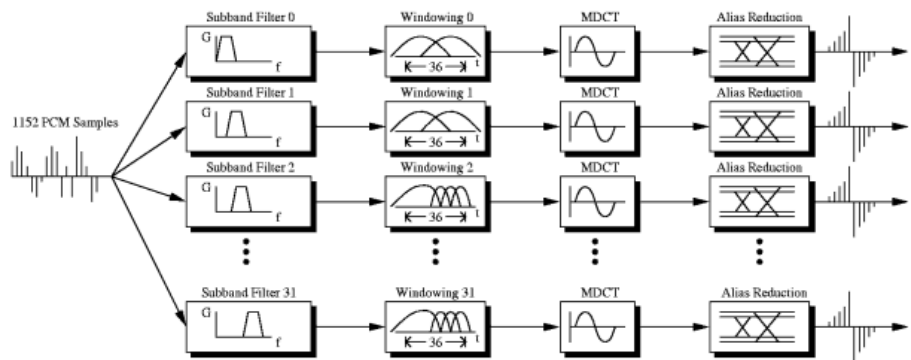 Subband Filter 0 Windowing 0 MDCT Alias Reduction
G f 36 t
Subband Filter 1 Windowing 1 MDCT Alias Reduction
1152 PCM Samples
G f 36 t
Subband Filter 2 Windowing 2 MDCT Alias Reduction
G f 36 t
Subband Filter 31 Windowing 31 MDCT Alias Reduction
G f 36 t